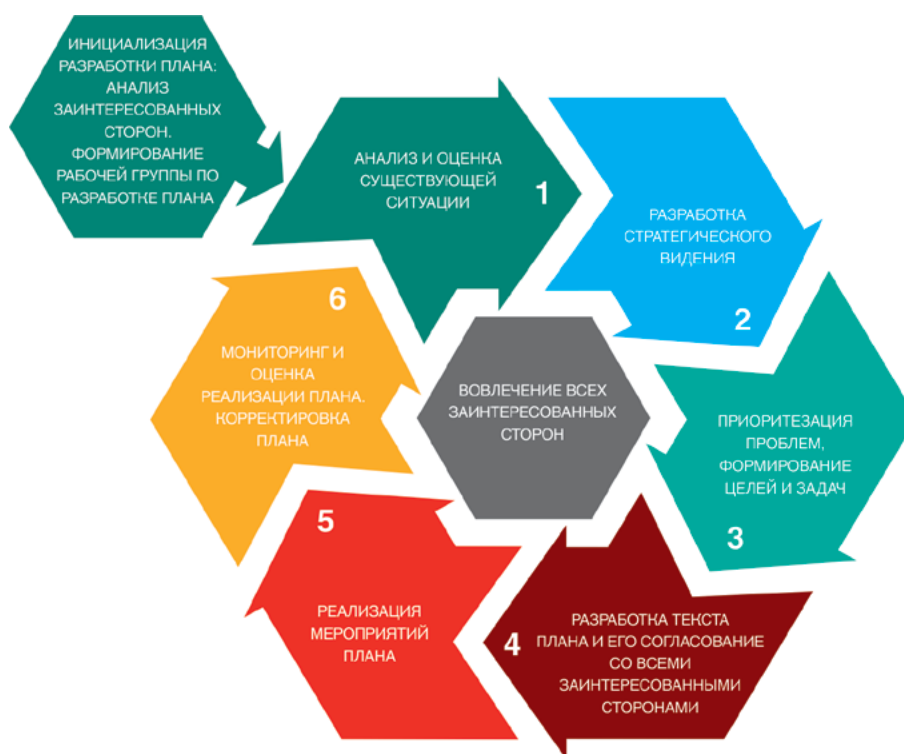 ИНИЦИАЛИЗАЦИЯ
РАЗРАБОТКИ ПЛАНА:
АНАЛИЗ
ЗАИНТЕРЕСОВАННЫХ
СТОРОН.
ФОРМИРОВАНИЕ
РАБОЧЕЙ ГРУППЫ ПО
РАЗРАБОТКЕ ПЛАНА
АНАЛИЗ И ОЦЕНКА
СУЩЕСТВУЮЩЕЙ
СИТУАЦИИ
1
РАЗРАБОТКА
СТРАТЕГИЧЕСКОГО
ВИДЕНИЯ
2
ПРИОРИТЕЗАЦИЯ
ПРОБЛЕМ,
ФОРМИРОВАНИЕ
ЦЕЛЕЙ И ЗАДАЧ
3
РАЗРАБОТКА ТЕКСТА
ПЛАНА И ЕГО СОГЛАСОВАНИЕ
СО ВСЕМИ
ЗАИНТЕРЕСОВАННЫМИ
СТОРОНАМИ
4
5
РЕАЛИЗАЦИЯ
МЕРОПРИЯТИЙ
ПЛАНА
6
МОНИТОРИНГ И
ОЦЕНКА
РЕАЛИЗАЦИИ ПЛАНА.
КОРРЕКТИРОВКА
ПЛАНА
ВОВЛЕЧЕНИЕ ВСЕХ
ЗАИНТЕРЕСОВАННЫХ
СТОРОН